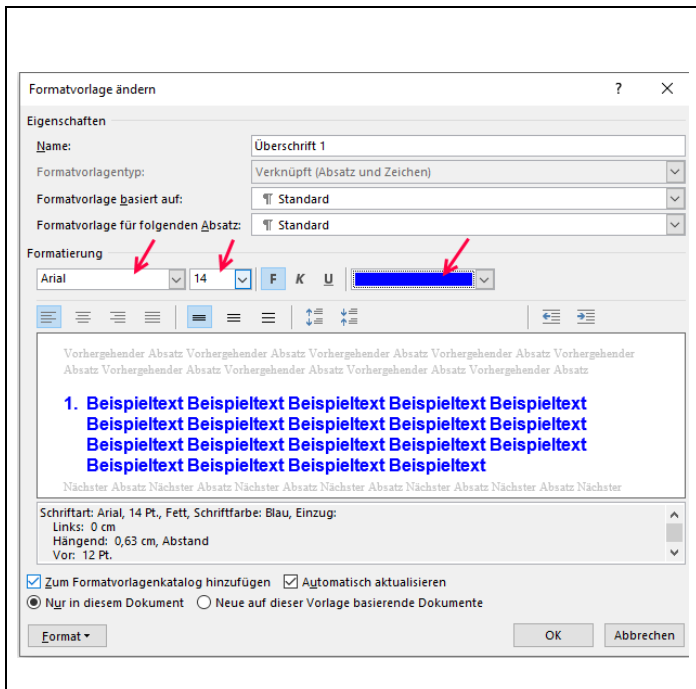 Formatvorlage ändern ? ×
Eigenschaften
Name: Überschrift 1
Formatvorlagentyp: Verknüpft (Absatz und Zeichen)
Formatvorlage basiert auf: ¶ Standard
Formatvorlage für folgenden Absatz: ¶ Standard
Formatierung
Arial 14 F K U
Vorhergehender Absatz Vorhergehender Absatz Vorhergehender Absatz Vorhergehender Absatz Vorhergehender
Absatz Vorhergehender Absatz Vorhergehender Absatz Vorhergehender Absatz Vorhergehender Absatz
1. Beispieltext Beispieltext Beispieltext Beispieltext Beispieltext
Beispieltext Beispieltext Beispieltext Beispieltext Beispieltext
Beispieltext Beispieltext Beispieltext Beispieltext Beispieltext
Beispieltext Beispieltext Beispieltext Beispieltext
Nächster Absatz Nächster Absatz Nächster Absatz Nächster Absatz Nächster Absatz Nächster Absatz Nächster
Schriftart: Arial, 14 Pt., Fett, Schriftfarbe: Blau, Einzug:
Links: 0 cm
Hängend: 0,63 cm, Abstand
Vor: 12 Pt.
Zum Formatvorlagenkatalog hinzufügen Automatisch aktualisieren
Nur in diesem Dokument Neue auf dieser Vorlage basierende Dokumente
Format OK Abbrechen